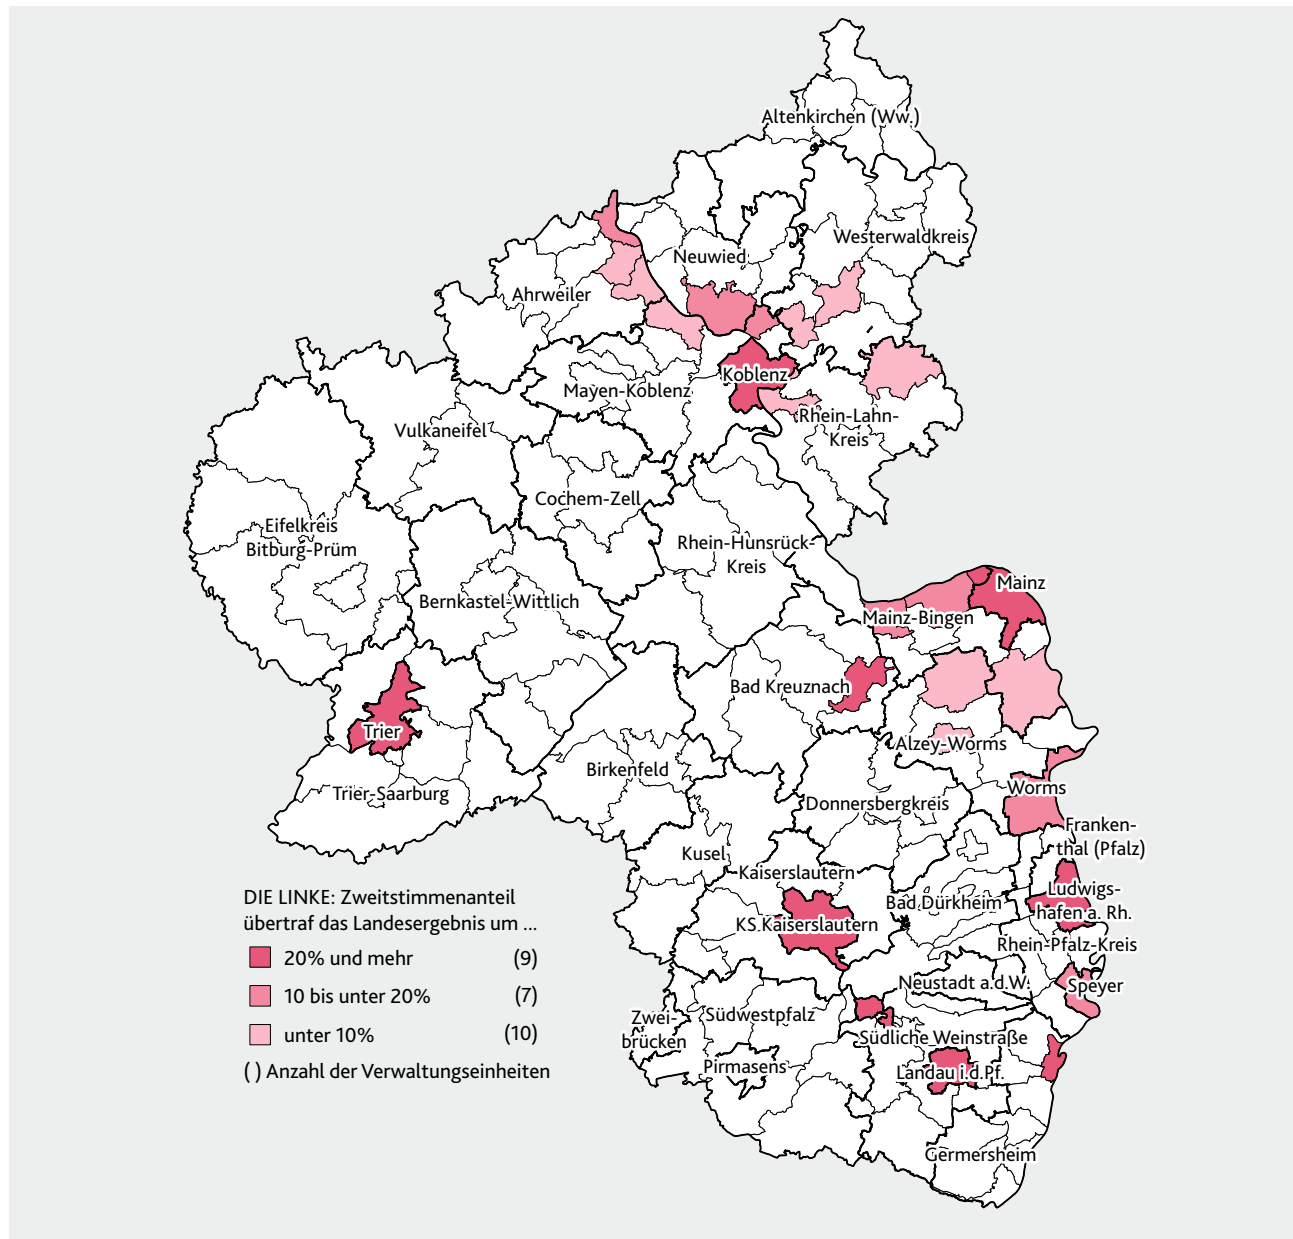 Altenkirchen (Ww.)
Westerwaldkreis
Neuwied
Ahrweiler
Koblenz
Mayen-Koblenz
Rhein-Lahn-
Kreis
Vulkaneifel
Cochem-Zell
Eifelkreis
Bitburg-Prüm
Rhein-Hunsrück-
Kreis
Mainz
Bernkastel-Wittlich
Mainz-Bingen
Bad Kreuznach
Trier
Alzey-Worms
Birkenfeld
Trier-Saarburg
Worms
Donnersbergkreis
Franken-
thal (Pfalz)
Kusel
Kaiserslautern
Ludwigs-
hafen a. Rh.
Bad Dürkheim
KS.Kaiserslautern
Rhein-Pfalz-Kreis
Neustadt a.d.W.
Speyer
Zwei-
brücken
Südwestpfalz
Südliche Weinstraße
Pirmasens
Landau i.d.Pf.
Germersheim
DIE LINKE: Zweitstimmenanteil
übertraf das Landesergebnis um ...
20% und mehr (9)
10 bis unter 20% (7)
unter 10% (10)
( ) Anzahl der Verwaltungseinheiten